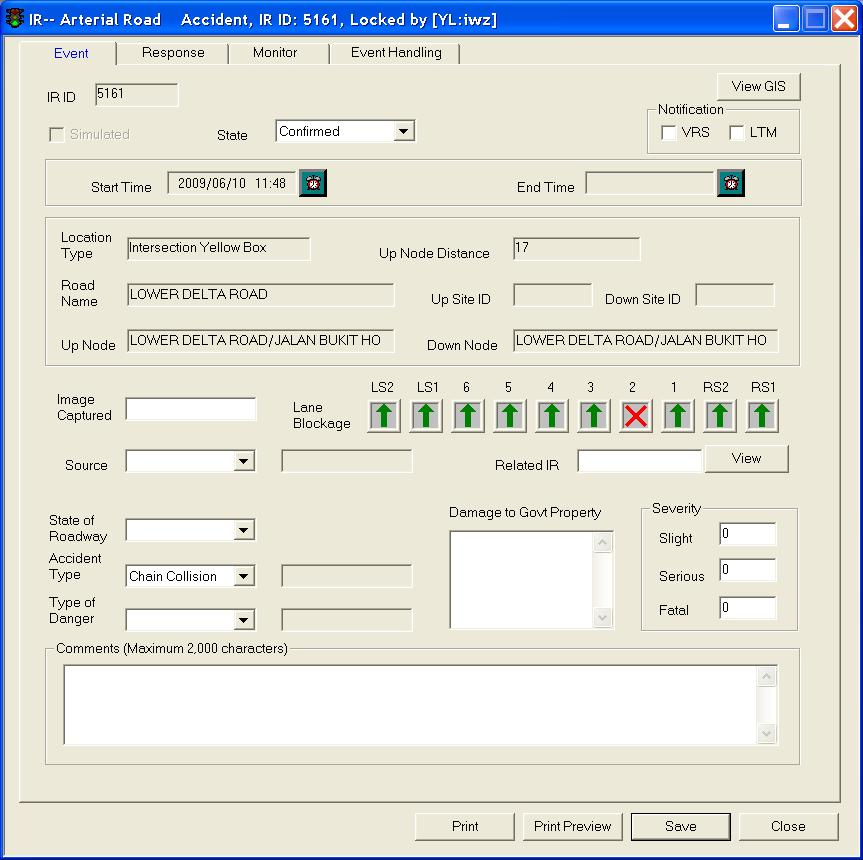 IR-- Arterial Road Accident, IR ID: 5161, Locked by [YL:iwz]
Event Response Monitor Event Handling
IR ID 5161
View GIS
Notification
VRS LTM
Simulated
State Confirmed
Start Time 2009/06/10 11:48
End Time
Location Type Intersection Yellow Box
Up Node Distance 17
Road Name LOWER DELTA ROAD
Up Site ID
Down Site ID
Up Node LOWER DELTA ROAD/JALAN BUKIT HO
Down Node LOWER DELTA ROAD/JALAN BUKIT HO
Image Captured
Lane Blockage
LS2 LS1 6 5 4 3 2 1 RS2 RS1
Source
Related IR
View
State of Roadway
Accident Type Chain Collision
Type of Danger
Damage to Govt Property
Severity
Slight 0
Serious 0
Fatal 0
Comments (Maximum 2,000 characters)
Print Print Preview Save Close